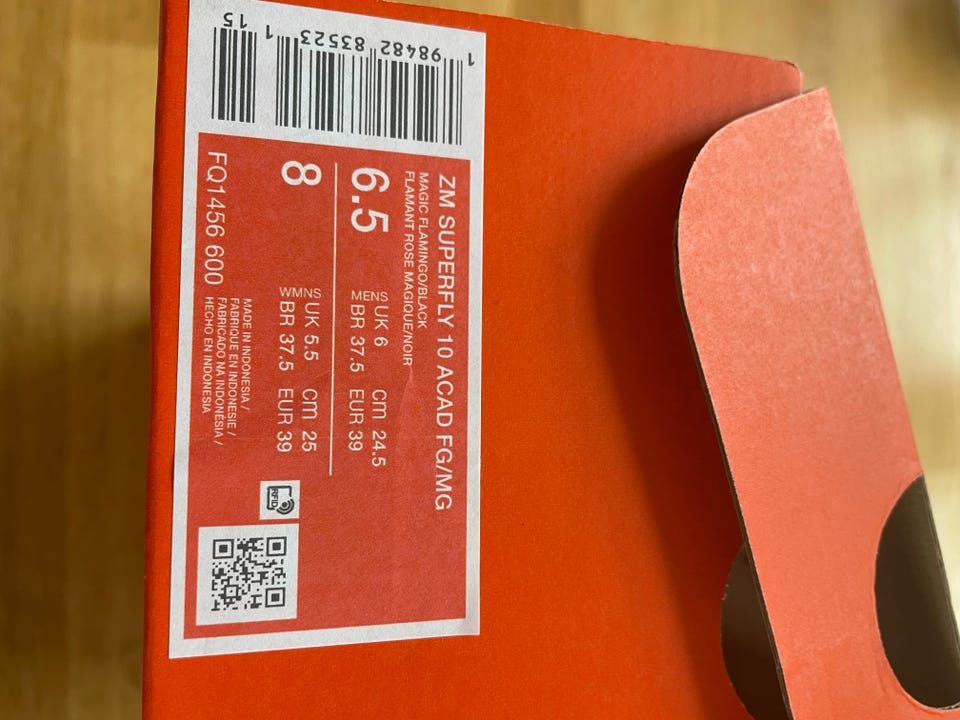 ZM SUPERFLY 10 ACAD FG/MG
MAGIC FLAMINGO/BLACK
FLAMANT ROSE MAGIQUE/NOIR
6.5
MENS
UK 6 cm 24.5
BR 37.5 EUR 39
8
WMNS
UK 5.5 cm 25
BR 37.5 EUR 39
FQ1456 600
MADE IN INDONESIA /
FABRIQUE EN INDONESIE /
FABRICADO NA INDONÉSIA /
HECHO EN INDONESIA
RFID
1 98482 83523 1 15